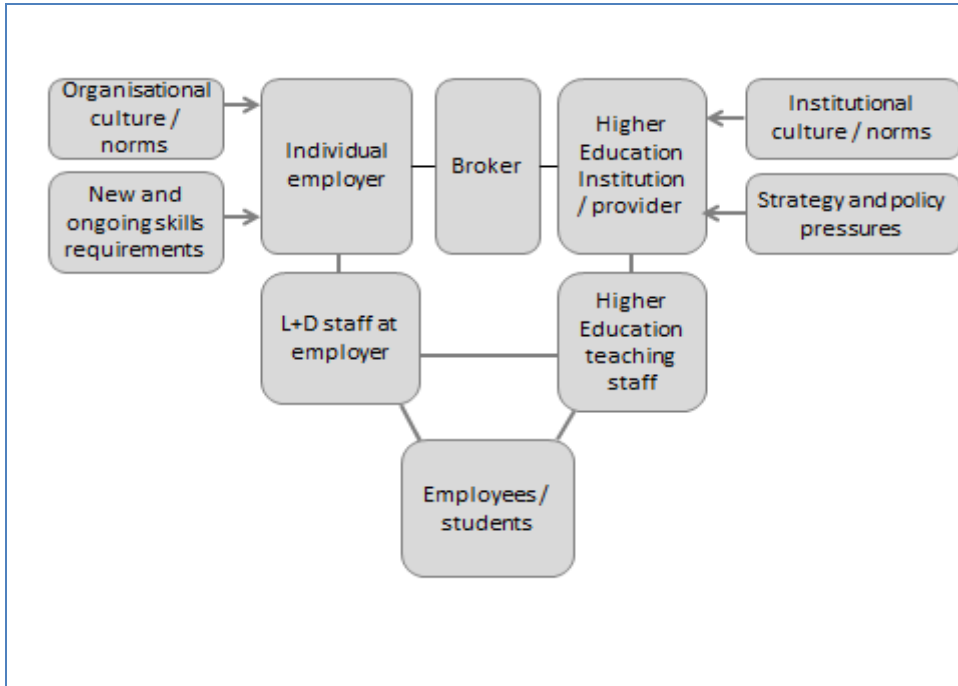 Organisational
culture /
norms
New and
ongoing skills
requirements
Individual
employer
Broker
Higher
Education
Institution
/ provider
Institutional
culture / norms
Strategy and policy
pressures
L+D staff at
employer
Higher
Education
teaching
staff
Employees /
students